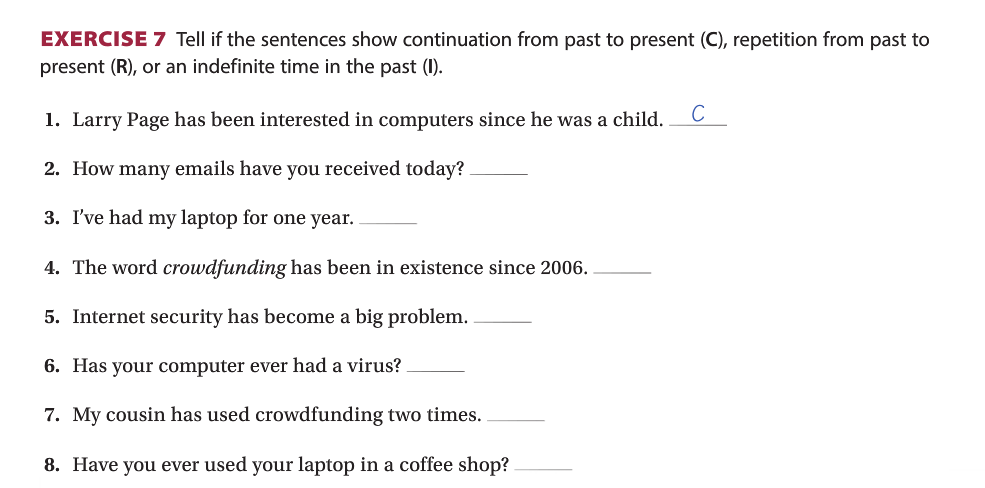 EXERCISE 7 Tell if the sentences show continuation from past to present (C), repetition from past to
present (R), or an indefinite time in the past (I).
1. Larry Page has been interested in computers since he was a child. C
2. How many emails have you received today?
3. I've had my laptop for one year.
4. The word crowdfunding has been in existence since 2006.
5. Internet security has become a big problem.
6. Has your computer ever had a virus?
7. My cousin has used crowdfunding two times.
8. Have you ever used your laptop in a coffee shop?